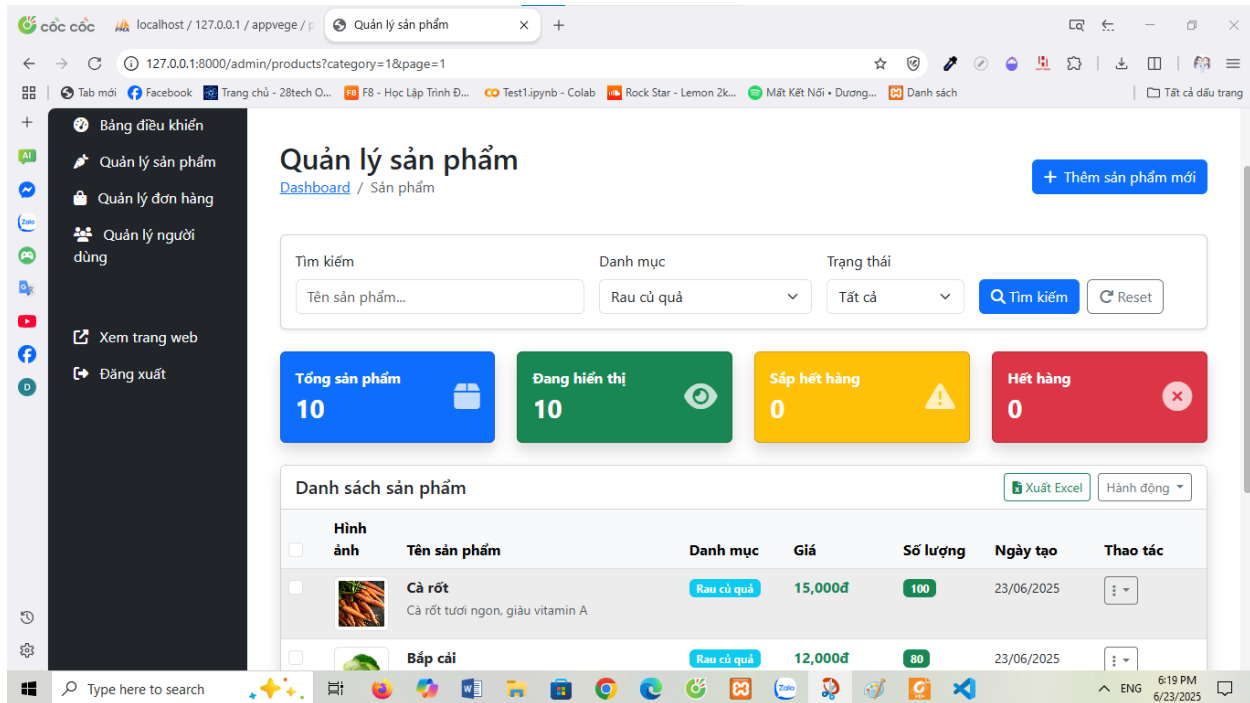 cốc cốc
localhost / 127.0.0.1 / appvege / p
Quản lý sản phẩm
127.0.0.1:8000/admin/products?category=1&page=1
Tab mới
Facebook
Trang chủ - 28tech O...
F8 - Học Lập Trình Đ...
Test1.ipynb - Colab
Rock Star - Lemon 2k...
Mất Kết Nối • Dương...
Danh sách
Tất cả dấu trang
Bảng điều khiển
Quản lý sản phẩm
Quản lý đơn hàng
Quản lý người
dùng
Xem trang web
Đăng xuất
AI
Zalo
D
Quản lý sản phẩm
Dashboard / Sản phẩm
Thêm sản phẩm mới
Tìm kiếm
Tên sản phẩm...
Danh mục
Rau củ quả
Trạng thái
Tất cả
Tìm kiếm
Reset
Tổng sản phẩm
10
Đang hiển thị
10
Sắp hết hàng
0
Hết hàng
0
Danh sách sản phẩm
Xuất Excel
Hành động
Hình
ảnh
Tên sản phẩm
Danh mục
Giá
Số lượng
Ngày tạo
Thao tác
Cà rốt
Cà rốt tươi ngon, giàu vitamin A
Rau củ quả
15,000đ
100
23/06/2025
Bắp cải
Rau củ quả
12,000đ
80
23/06/2025
Type here to search
Zalo
ENG
6:19 PM
6/23/2025